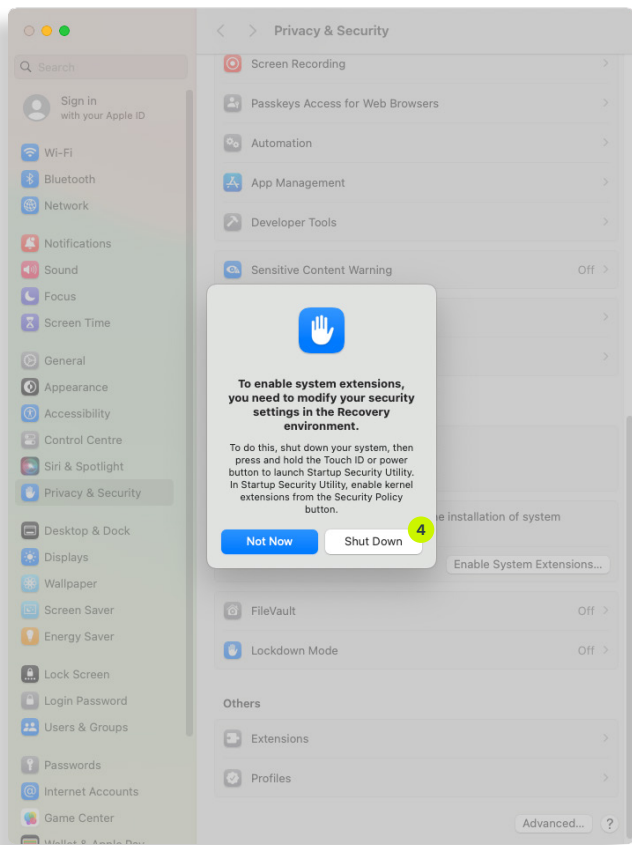 Privacy & Security
Search
Sign in
with your Apple ID
Wi-Fi
Bluetooth
Network
Notifications
Sound
Focus
Screen Time
General
Appearance
Accessibility
Control Centre
Siri & Spotlight
Privacy & Security
Desktop & Dock
Displays
Wallpaper
Screen Saver
Energy Saver
Lock Screen
Login Password
Users & Groups
Passwords
Internet Accounts
Game Center
Screen Recording
Passkeys Access for Web Browsers
Automation
App Management
Developer Tools
Sensitive Content Warning Off
To enable system extensions,
you need to modify your security
settings in the Recovery
environment.
To do this, shut down your system, then
press and hold the Touch ID or power
button to launch Startup Security Utility.
In Startup Security Utility, enable kernel
extensions from the Security Policy
button.
Not Now Shut Down 4
e installation of system
Enable System Extensions...
FileVault Off
Lockdown Mode Off
Others
Extensions
Profiles
Advanced... ?